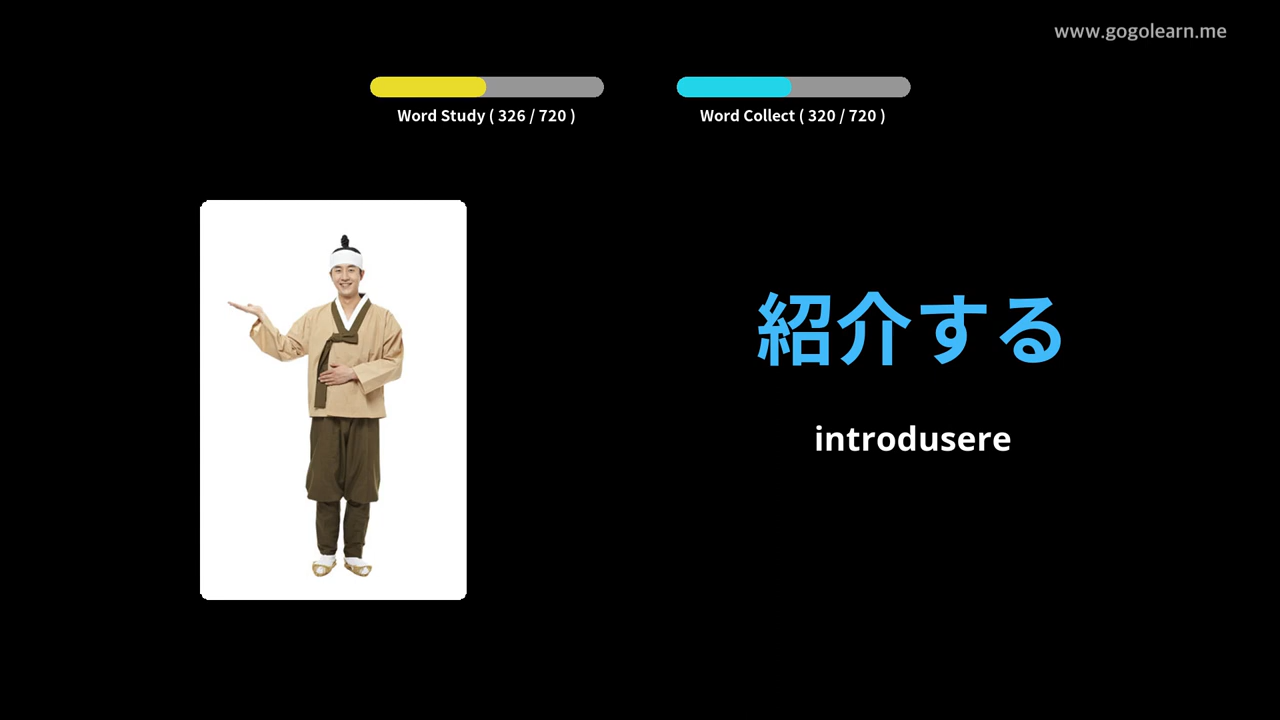 www.gogolearn.me
Word Study ( 326 / 720 )
Word Collect ( 320 / 720 )
紹介する
introdusere